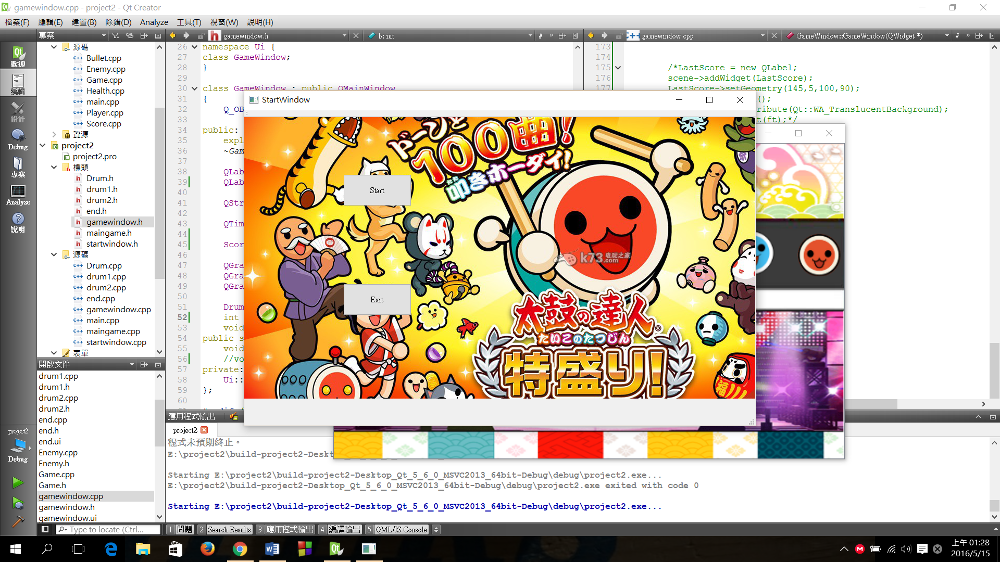 gamewindow.cpp - project2 - Qt Creator
檔案(F) 編輯(E) 建置(B) 除錯(D) Analyze 工具(T) 視窗(W) 說明(H)
專案
gamewindow.h
b: int
#
gamewindow.cpp
GameWindow::GameWindow(QWidget *)
#
歡迎
編輯
設計
Debug
專案
Analyze
說明
源碼
Bullet.cpp
Enemy.cpp
Game.cpp
Health.cpp
main.cpp
Player.cpp
Score.cpp
資源
project2
project2.pro
標頭
Drum.h
drum1.h
drum2.h
end.h
gamewindow.h
maingame.h
startwindow.h
源碼
Drum.cpp
drum1.cpp
drum2.cpp
end.cpp
gamewindow.cpp
main.cpp
maingame.cpp
startwindow.cpp
表單
開啟文件
drum1.cpp
drum1.h
drum2.cpp
drum2.h
end.cpp
end.h
end.ui
Enemy.cpp
Enemy.h
Game.cpp
Game.h
gamewindow.cpp
gamewindow.h
gamewindow.ui
project2
Debug
26 namespace Ui {
27 class GameWindow;
28 }
29
30 class GameWindow : public QMainWindow
31 {
32 Q_OB
33
34 public:
35 expl
36 ~Gam
37
38 QLab
39 QLab
40
41 QStr
42
43 QTim
44
45 Scor
46
47 QGra
48 QGra
49 QGra
50
51 Drum
52 int
53 void
54 public s
55 void
56 //vo
57 private:
58 Ui::
59 };
60
173
174
175 /*LastScore = new QLabel;
176 scene->addWidget(LastScore);
177 LastScore->setGeometry(145,5,100,90);
();
ribute(Qt::WA_TranslucentBackground);
t(ft);*/
StartWindow
ドーンと
100曲!
叩きホーダイ!
たた
Start
Exit
k73 电玩之家
.com
太鼓の達人®
たいこのたつじん
特盛り!
福
應用程式輸出
project2
程式未預期終止。
E:\project2\build-project2-Deskt
Starting E:\project2\build-project2-Desktop_Qt_5_6_0_MSVC2013_64bit-Debug\debug\project2.exe...
E:\project2\build-project2-Desktop_Qt_5_6_0_MSVC2013_64bit-Debug\debug\project2.exe exited with code 0
Starting E:\project2\build-project2-Desktop_Qt_5_6_0_MSVC2013_64bit-Debug\debug\project2.exe...
Type to locate (Ctrl...
1 問題 2 Search Results 3 應用程式輸出 4 編譯輸出 5 QML/JS Console
上午 01:28
2016/5/15